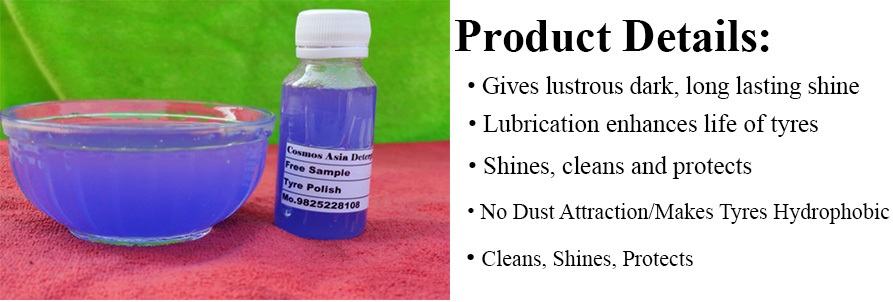 Cosmos Asia Deterg
Free Sample
Tyre Polish
Mo.9825228108
Product Details:
• Gives lustrous dark, long lasting shine
• Lubrication enhances life of tyres
• Shines, cleans and protects
• No Dust Attraction/Makes Tyres Hydrophobic
• Cleans, Shines, Protects